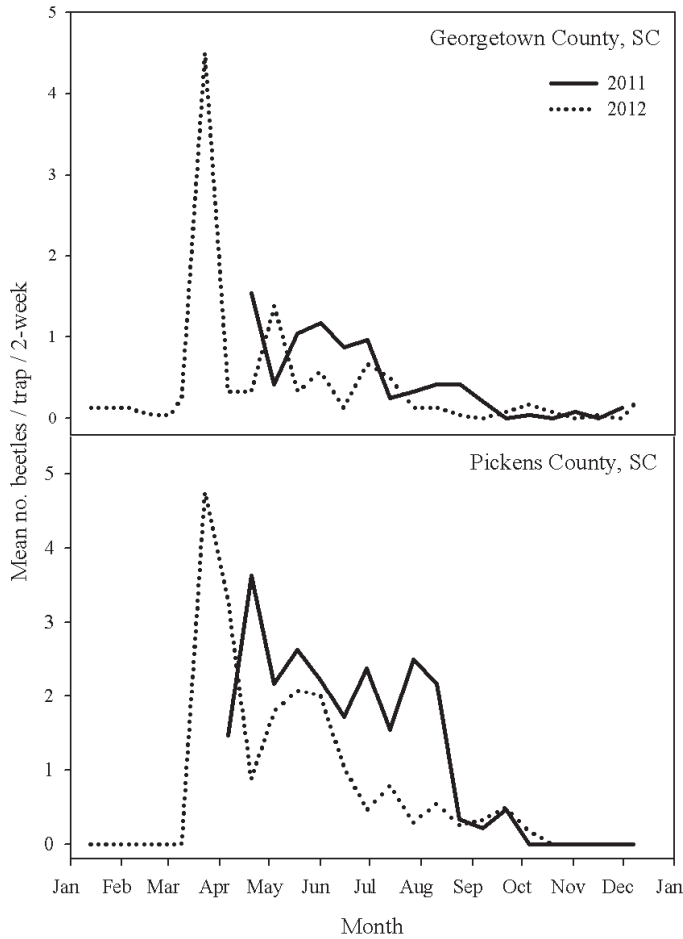 Georgetown County, SC
2011
2012
5
4
3
2
1
0
Mean no. beetles / trap / 2-week
Pickens County, SC
5
4
3
2
1
0
Jan Feb Mar Apr May Jun Jul Aug Sep Oct Nov Dec Jan
Month